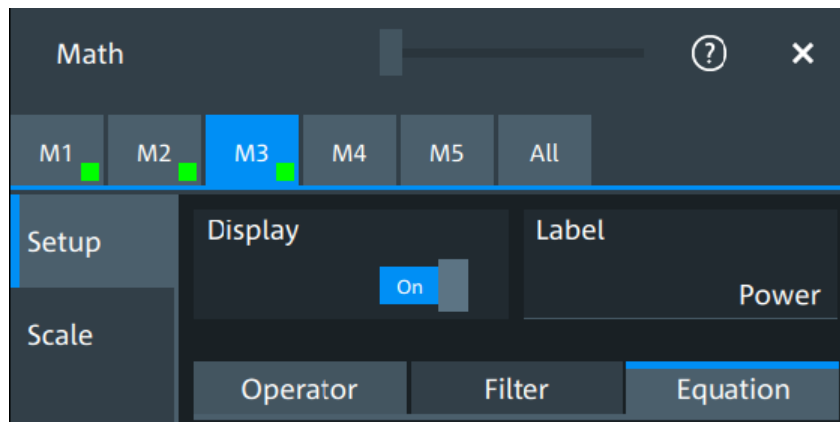 Math ? ×
M1 M2 M3 M4 M5 All
Setup
Display
Label
On
Power
Scale
Operator Filter Equation